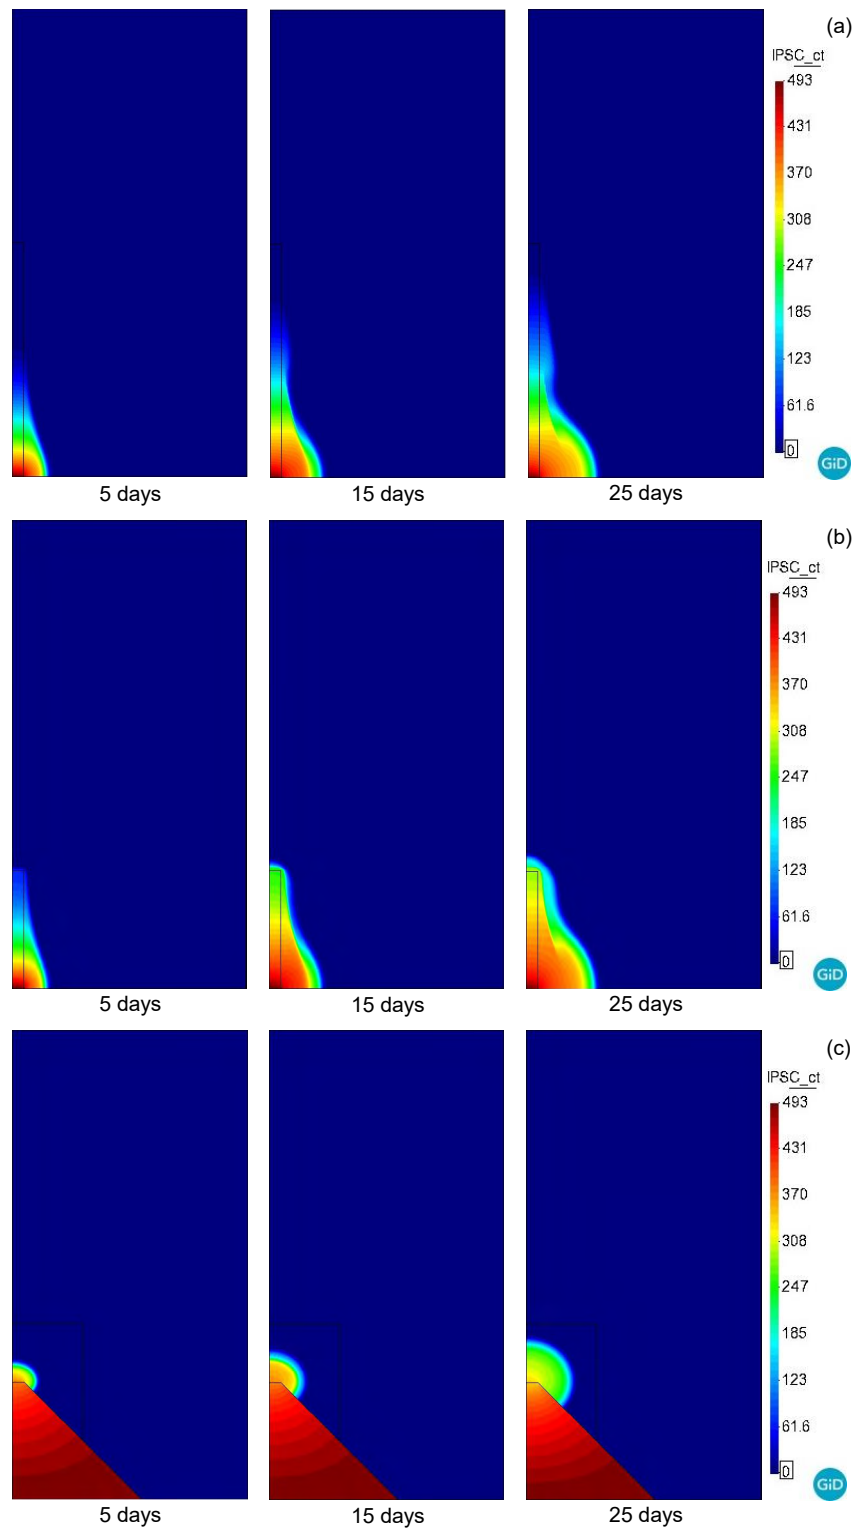 (a)
IPSC_ct
493
431
370
308
247
185
123
61.6
0
GiD
5 days
15 days
25 days
(b)
IPSC_ct
493
431
370
308
247
185
123
61.6
0
GiD
5 days
15 days
25 days
(c)
IPSC_ct
493
431
370
308
247
185
123
61.6
0
GiD
5 days
15 days
25 days